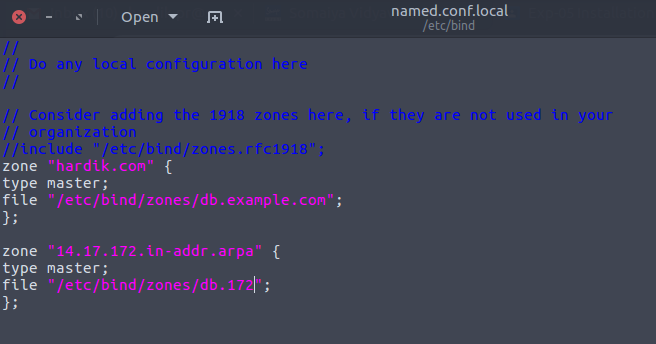 Open
named.conf.local
/etc/bind
//
// Do any local configuration here
//
// Consider adding the 1918 zones here, if they are not used in your
// organization
//include "/etc/bind/zones.rfc1918";
zone "hardik.com" {
type master;
file "/etc/bind/zones/db.example.com";
};
zone "14.17.172.in-addr.arpa" {
type master;
file "/etc/bind/zones/db.172";
};